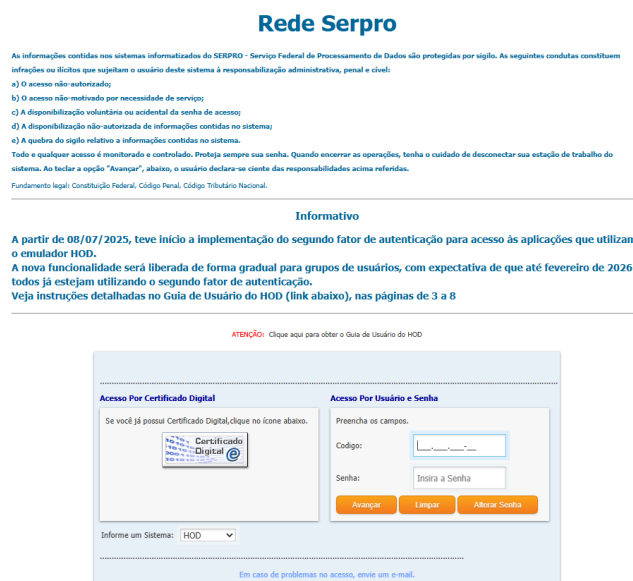 Rede Serpro
As informações contidas nos sistemas informatizados do SERPRO - Serviço Federal de Processamento de Dados são protegidas por sigilo. As seguintes condutas constituem
infrações ou ilícitos que sujeitam o usuário deste sistema à responsabilização administrativa, penal e cível:
a) O acesso não-autorizado;
b) O acesso não-motivado por necessidade de serviço;
c) A disponibilização voluntária ou acidental da senha de acesso;
d) A disponibilização não-autorizada de informações contidas no sistema;
e) A quebra do sigilo relativo a informações contidas no sistema.
Todo e qualquer acesso é monitorado e controlado. Proteja sempre sua senha. Quando encerrar as operações, tenha o cuidado de desconectar sua estação de trabalho do
sistema. Ao teclar a opção "Avançar", abaixo, o usuário declara-se ciente das responsabilidades acima referidas.
Fundamento legal: Constituição Federal, Código Penal, Código Tributário Nacional.
Informativo
A partir de 08/07/2025, teve início a implementação do segundo fator de autenticação para acesso às aplicações que utilizan
o emulador HOD.
A nova funcionalidade será liberada de forma gradual para grupos de usuários, com expectativa de que até fevereiro de 2026
todos já estejam utilizando o segundo fator de autenticação.
Veja instruções detalhadas no Guia de Usuário do HOD (link abaixo), nas páginas de 3 a 8
ATENÇÃO: Clique aqui para obter o Guia de Usuário do HOD
Acesso Por Certificado Digital
Se você já possui Certificado Digital,clique no ícone abaixo.
Certificado
Digital
Acesso Por Usuário e Senha
Preencha os campos.
Codigo: ___.___.___-__
Senha: Insira a Senha
Avançar Limpar Alterar Senha
Informe um Sistema: HOD
Em caso de problemas no acesso, envie um e-mail.